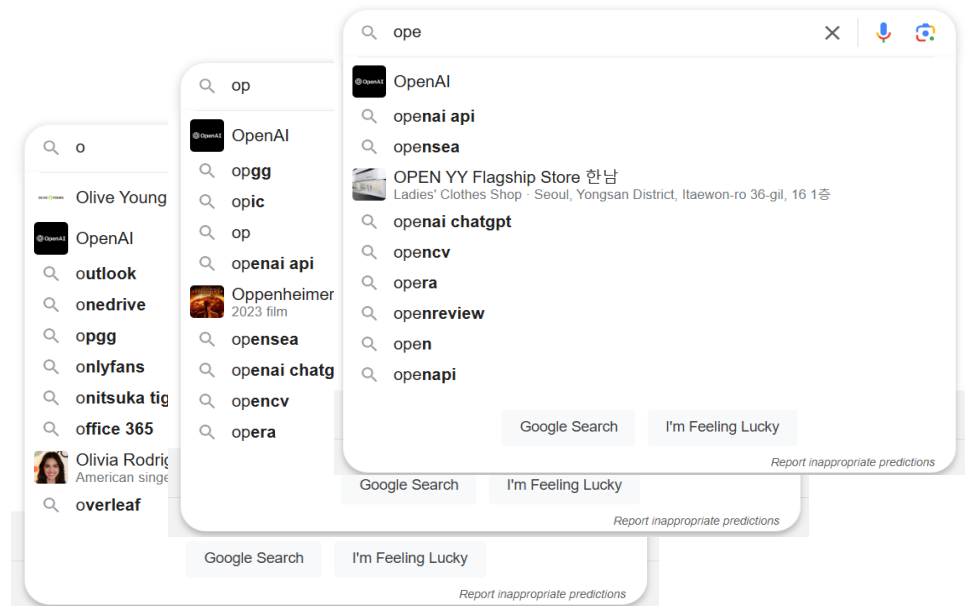 o
Olive Young
OpenAI
outlook
onedrive
opgg
onlyfans
onitsuka tig
office 365
Olivia Rodrig
American singe
overleaf
Google Search
I'm Feeling Lucky
Report inappropriate predictions
op
OpenAI
opgg
opic
op
openai api
Oppenheimer
2023 film
opensea
openai chatg
opencv
opera
Google Search
I'm Feeling Lucky
Report inappropriate predictions
ope
OpenAI
OpenAI
openai api
opensea
OPEN YY Flagship Store 한남
Ladies' Clothes Shop · Seoul, Yongsan District, Itaewon-ro 36-gil, 16 1층
openai chatgpt
opencv
opera
openreview
open
openapi
Google Search
I'm Feeling Lucky
Report inappropriate predictions